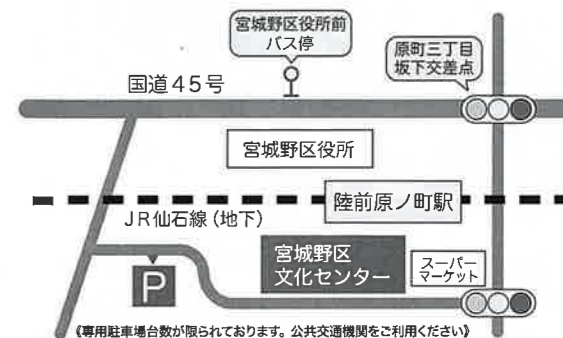 宮城野区役所前
バス停
原町三丁目
坂下交差点
国道45号
宮城野区役所
陸前原ノ町駅
JR仙石線(地下)
宮城野区
文化センター
スーパー
マーケット
P
《専用駐車場台数が限られております。公共交通機関をご利用ください》